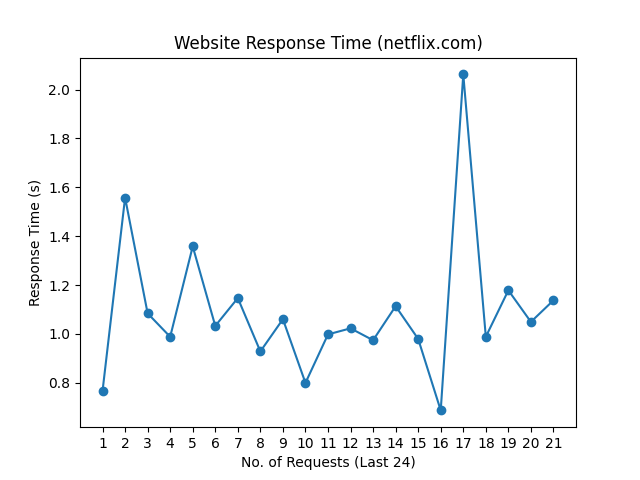 Website Response Time (netflix.com)
2.0
1.8
1.6
1.4
1.2
1.0
0.8
Response Time (s)
1 2 3 4 5 6 7 8 9 10 11 12 13 14 15 16 17 18 19 20 21
No. of Requests (Last 24)